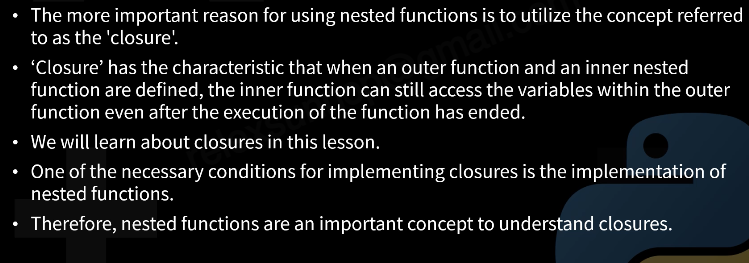 • The more important reason for using nested functions is to utilize the concept referred
to as the 'closure'.
• ‘Closure’ has the characteristic that when an outer function and an inner nested
function are defined, the inner function can still access the variables within the outer
function even after the execution of the function has ended.
• We will learn about closures in this lesson.
• One of the necessary conditions for implementing closures is the implementation of
nested functions.
• Therefore, nested functions are an important concept to understand closures.